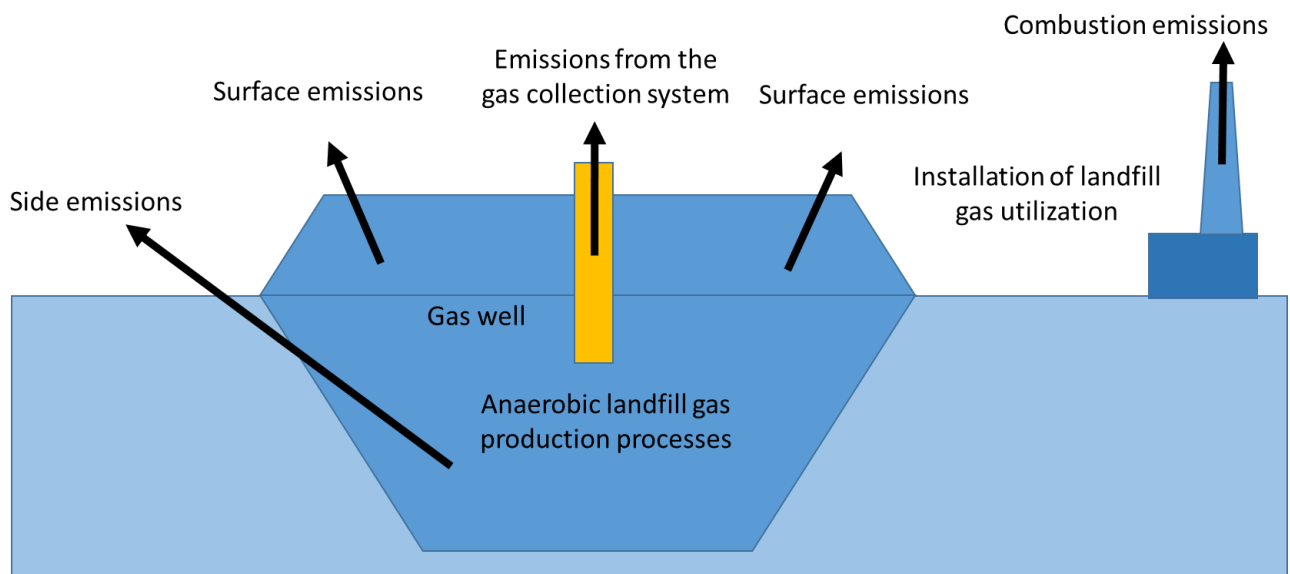 Combustion emissions
Emissions from the
gas collection system
Surface emissions
Surface emissions
Installation of landfill
gas utilization
Side emissions
Gas well
Anaerobic landfill gas
production processes